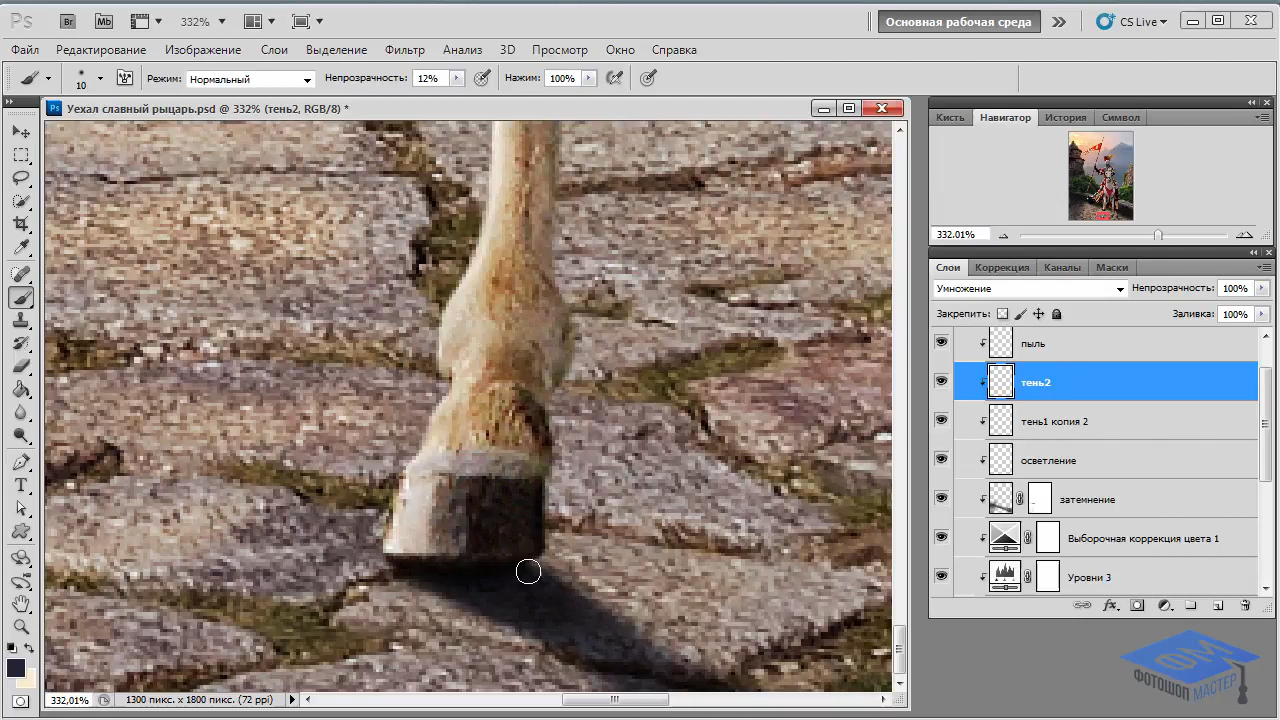 Ps
Br
Mb
332%
Основная рабочая среда
CS Live
Файл Редактирование Изображение Слои Выделение Фильтр Анализ 3D Просмотр Окно Справка
10
Режим: Нормальный
Непрозрачность: 12%
Нажим: 100%
Ps Уехал славный рыцарь.psd @ 332% (тень2, RGB/8) *
Кисть Навигатор История Символ
332.01%
Слои Коррекция Каналы Маски
Умножение
Непрозрачность: 100%
Закрепить:
Заливка: 100%
пыль
тень2
тень1 копия 2
осветление
затемнение
Выборочная коррекция цвета 1
Уровни 3
fx
332,01%
1300 пикс. x 1800 пикс. (72 ppi)
ФМ
ФОТОШОП МАСТЕР